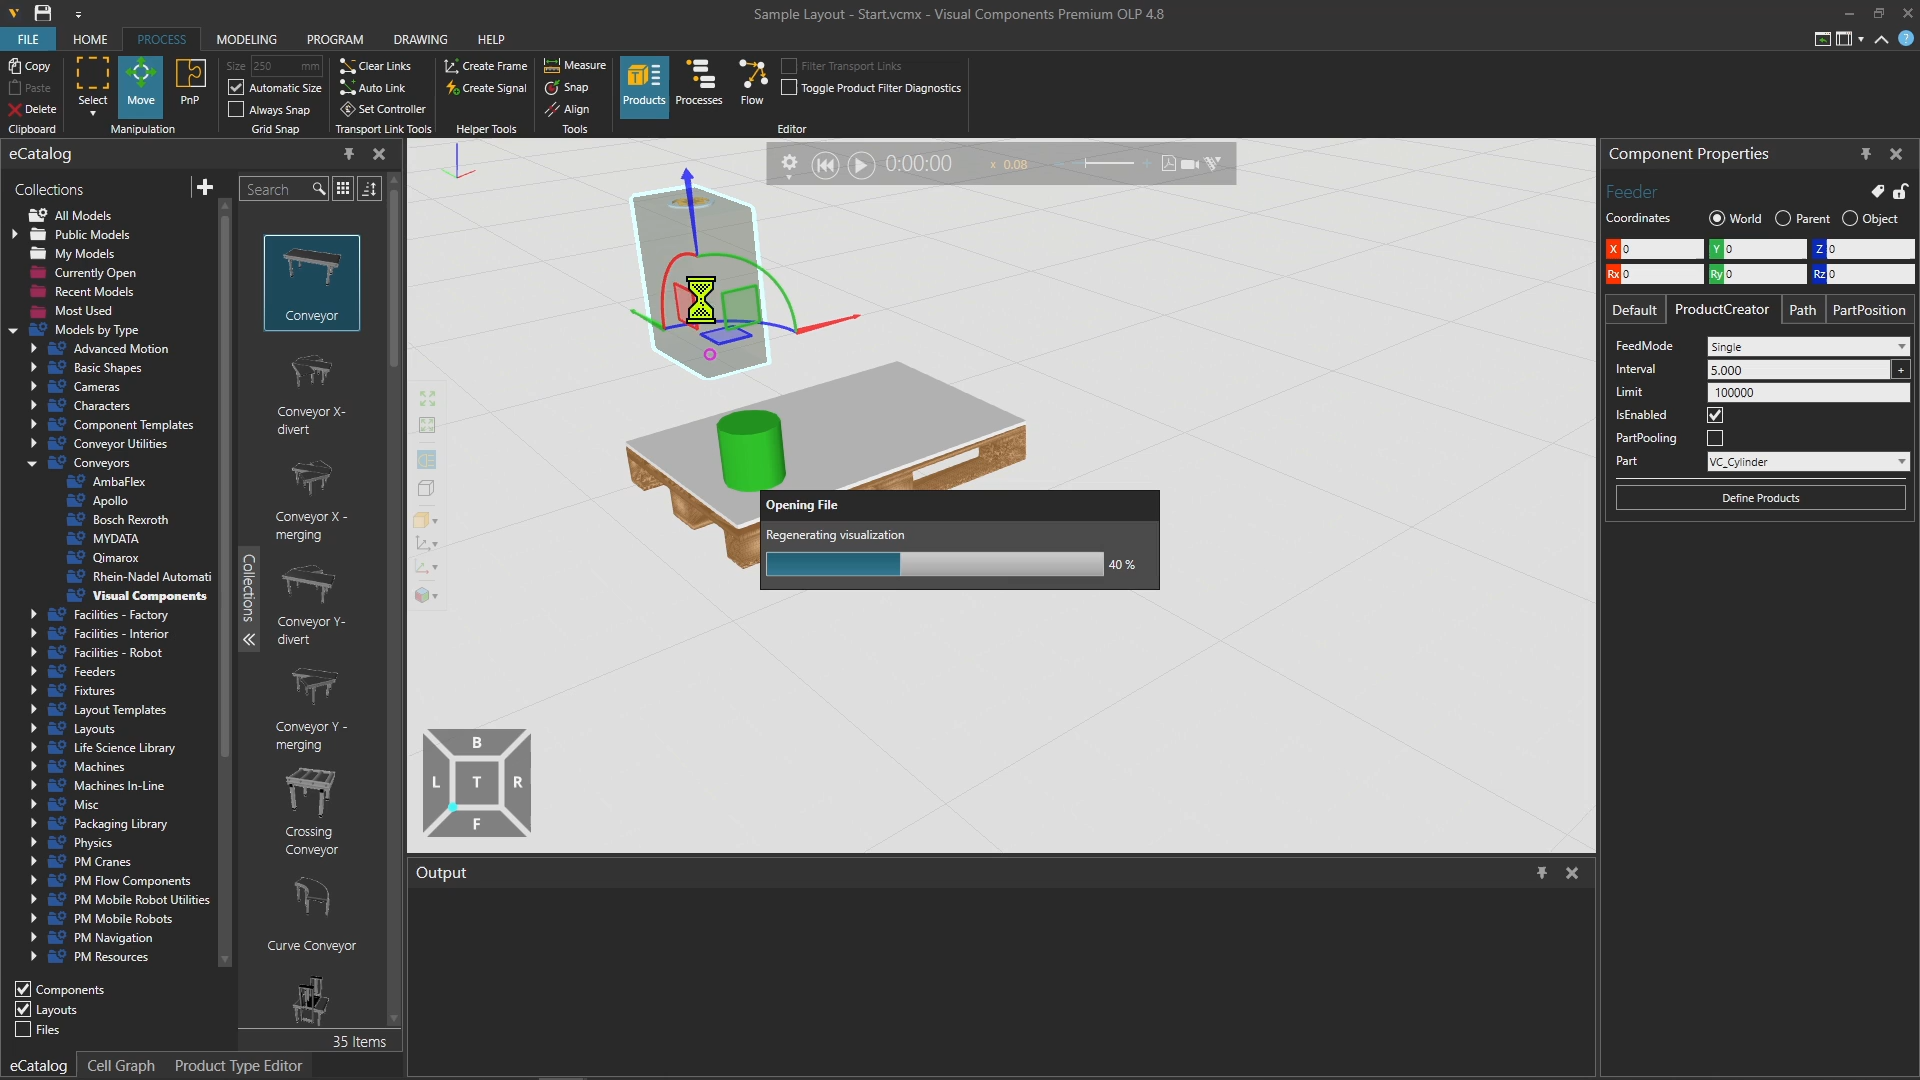 Sample Layout - Start.vcmx - Visual Components Premium OLP 4.8
FILE
HOME
PROCESS
MODELING
PROGRAM
DRAWING
HELP
Copy
Paste
Delete
Clipboard
Select
Move
PnP
Manipulation
Size 250 mm
Automatic Size
Always Snap
Grid Snap
Clear Links
Auto Link
Set Controller
Transport Link Tools
Create Frame
Create Signal
Helper Tools
Measure
Snap
Align
Tools
Products
Processes
Flow
Filter Transport Links
Toggle Product Filter Diagnostics
Editor
eCatalog
Collections
All Models
Public Models
My Models
Currently Open
Recent Models
Most Used
Models by Type
Advanced Motion
Basic Shapes
Cameras
Characters
Component Templates
Conveyor Utilities
Conveyors
AmbaFlex
Apollo
Bosch Rexroth
MYDATA
Qimarox
Rhein-Nadel Automati
Visual Components
Facilities - Factory
Facilities - Interior
Facilities - Robot
Feeders
Fixtures
Layout Templates
Layouts
Life Science Library
Machines
Machines In-Line
Misc
Packaging Library
Physics
PM Cranes
PM Flow Components
PM Mobile Robot Utilities
PM Mobile Robots
PM Navigation
PM Resources
Components
Layouts
Files
Search
Conveyor
Conveyor X-
divert
Conveyor X -
merging
Conveyor Y-
divert
Conveyor Y -
merging
Crossing
Conveyor
Curve Conveyor
Collections
35 Items
eCatalog
Cell Graph
Product Type Editor
0:00:00
x 0.08
Opening File
Regenerating visualization
40 %
B
L T R
F
Output
Component Properties
Feeder
Coordinates
World
Parent
Object
X 0
Y 0
Z 0
Rx 0
Ry 0
Rz 0
Default
ProductCreator
Path
PartPosition
FeedMode Single
Interval 5.000
Limit 100000
IsEnabled
PartPooling
Part VC_Cylinder
Define Products